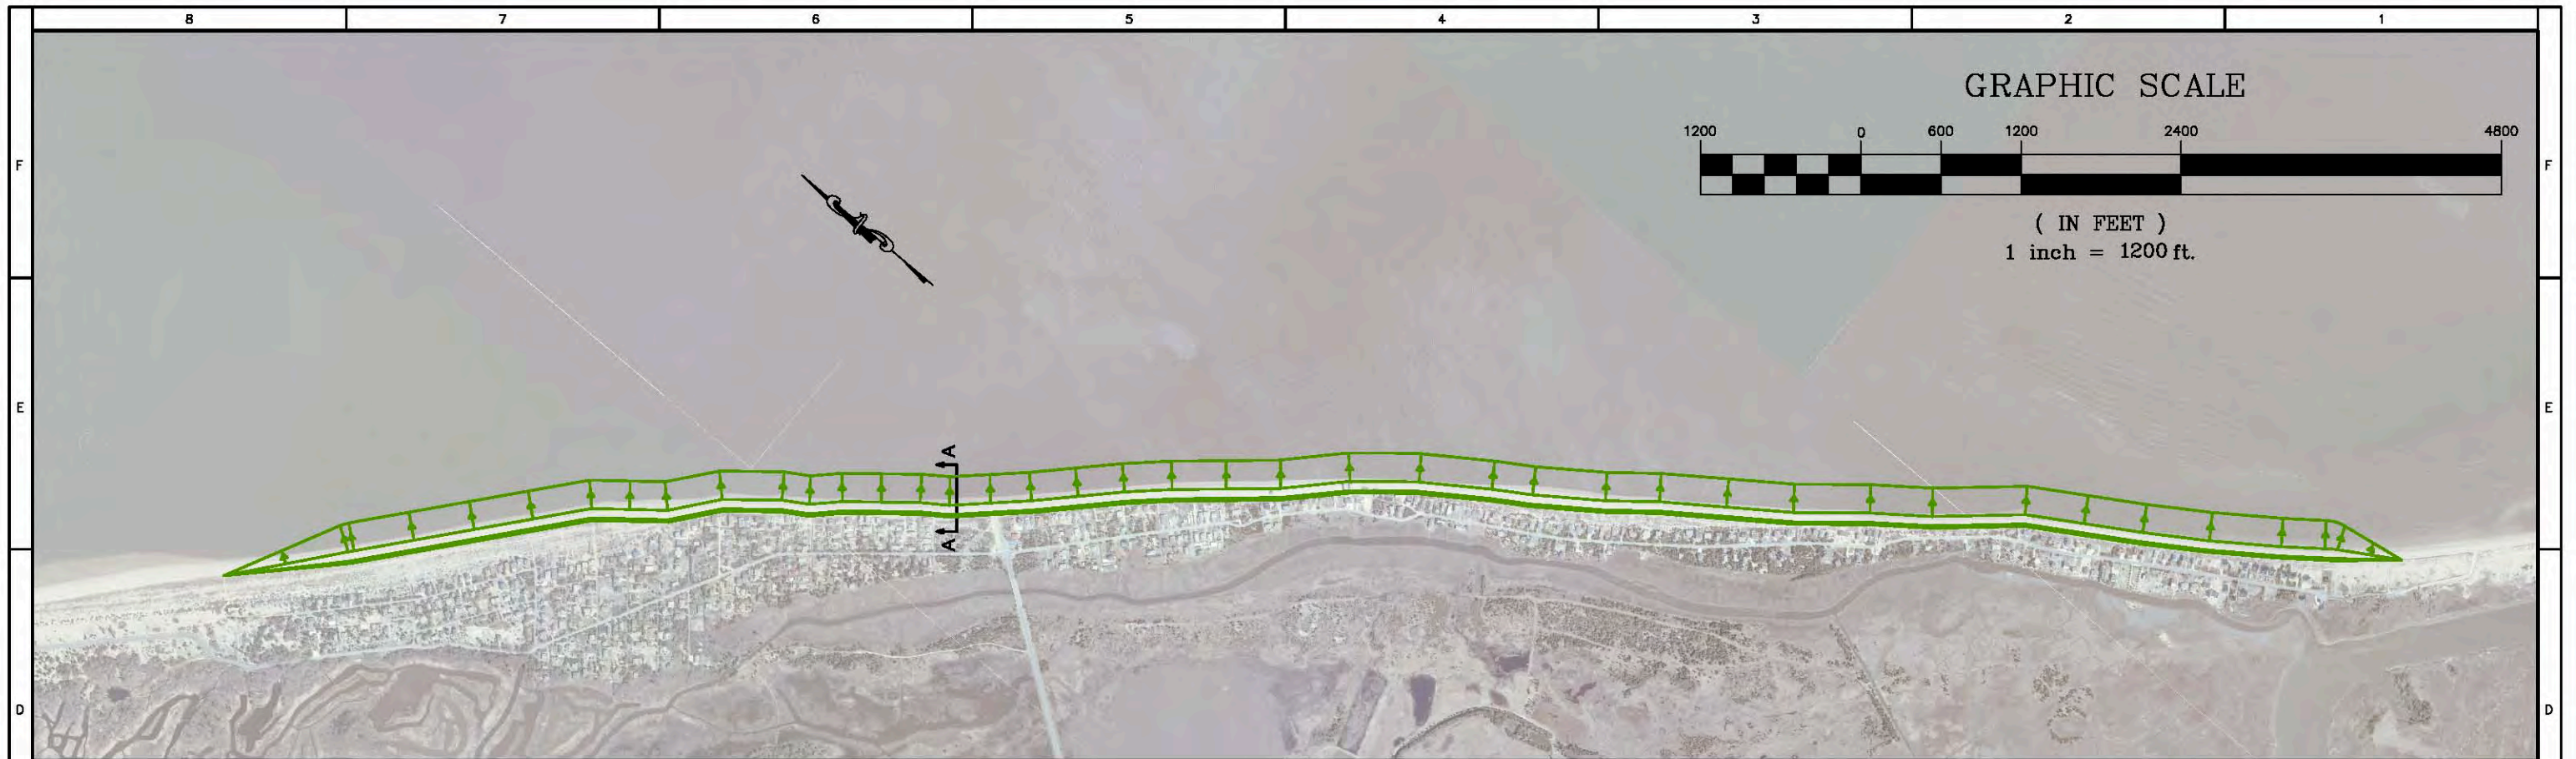 8 7 6 5 4 3 2 1
GRAPHIC SCALE
1200 0 600 1200 2400 4800
F F
( IN FEET )
1 inch = 1200 ft.
E E
A
A
D D